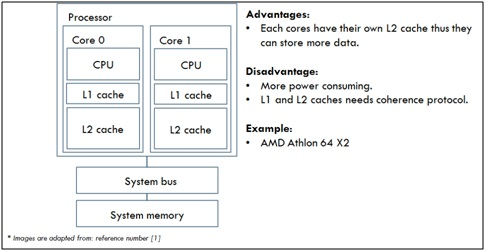 Processor
Core 0
CPU
L1 cache
L2 cache
Core 1
CPU
L1 cache
L2 cache
System bus
System memory
Advantages:
• Each cores have their own L2 cache thus they
can store more data.
Disadvantage:
• More power consuming.
• L1 and L2 caches needs coherence protocol.
Example:
• AMD Athlon 64 X2
* Images are adapted from: reference number [1]